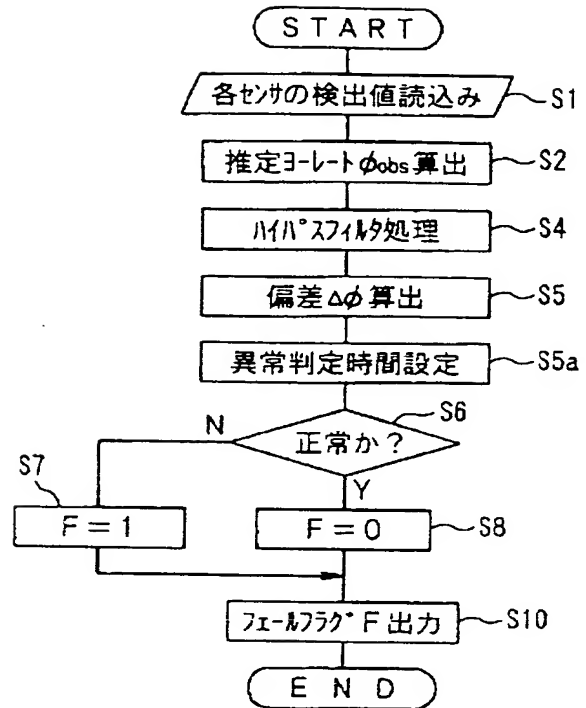 START
各センサの検出値読込み S1
推定ヨーレートφobs算出 S2
ハイパスフィルタ処理 S4
偏差Δφ算出 S5
異常判定時間設定 S5a
S6
N 正常か?
S7 Y
F=1 F=0 S8
フェールフラグF出力 S10
END